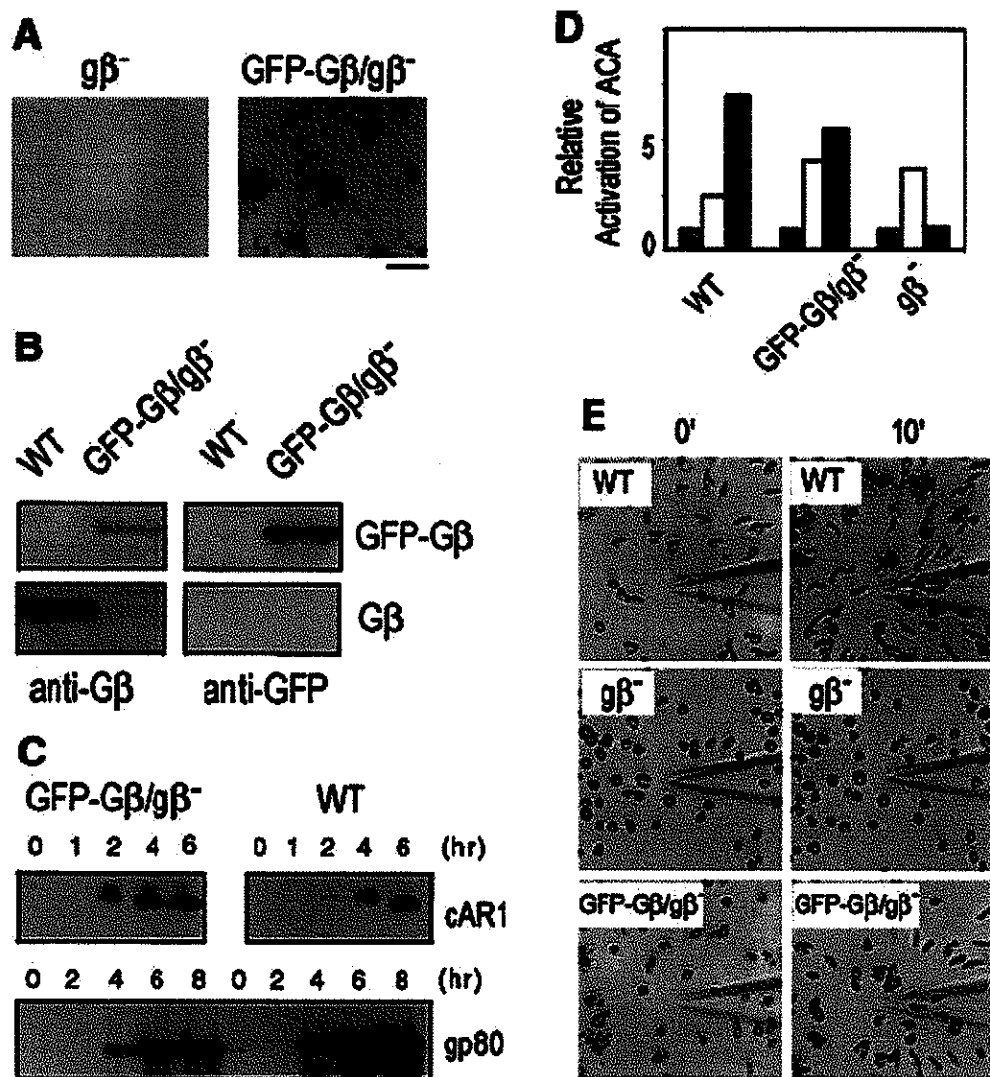 A
gβ⁻
GFP-Gβ/gβ⁻
B
WT
GFP-Gβ/gβ⁻
WT
GFP-Gβ/gβ⁻
GFP-Gβ
Gβ
anti-Gβ
anti-GFP
C
GFP-Gβ/gβ⁻
WT
0 1 2 4 6
0 1 2 4 6 (hr)
cAR1
0 2 4 6 8 0 2 4 6 8 (hr)
gp80
D
Relative
Activation of ACA
5
0
WT
GFP-Gβ/gβ⁻
gβ⁻
E
0'
10'
WT
WT
gβ⁻
gβ⁻
GFP-Gβ/gβ⁻
GFP-Gβ/gβ⁻